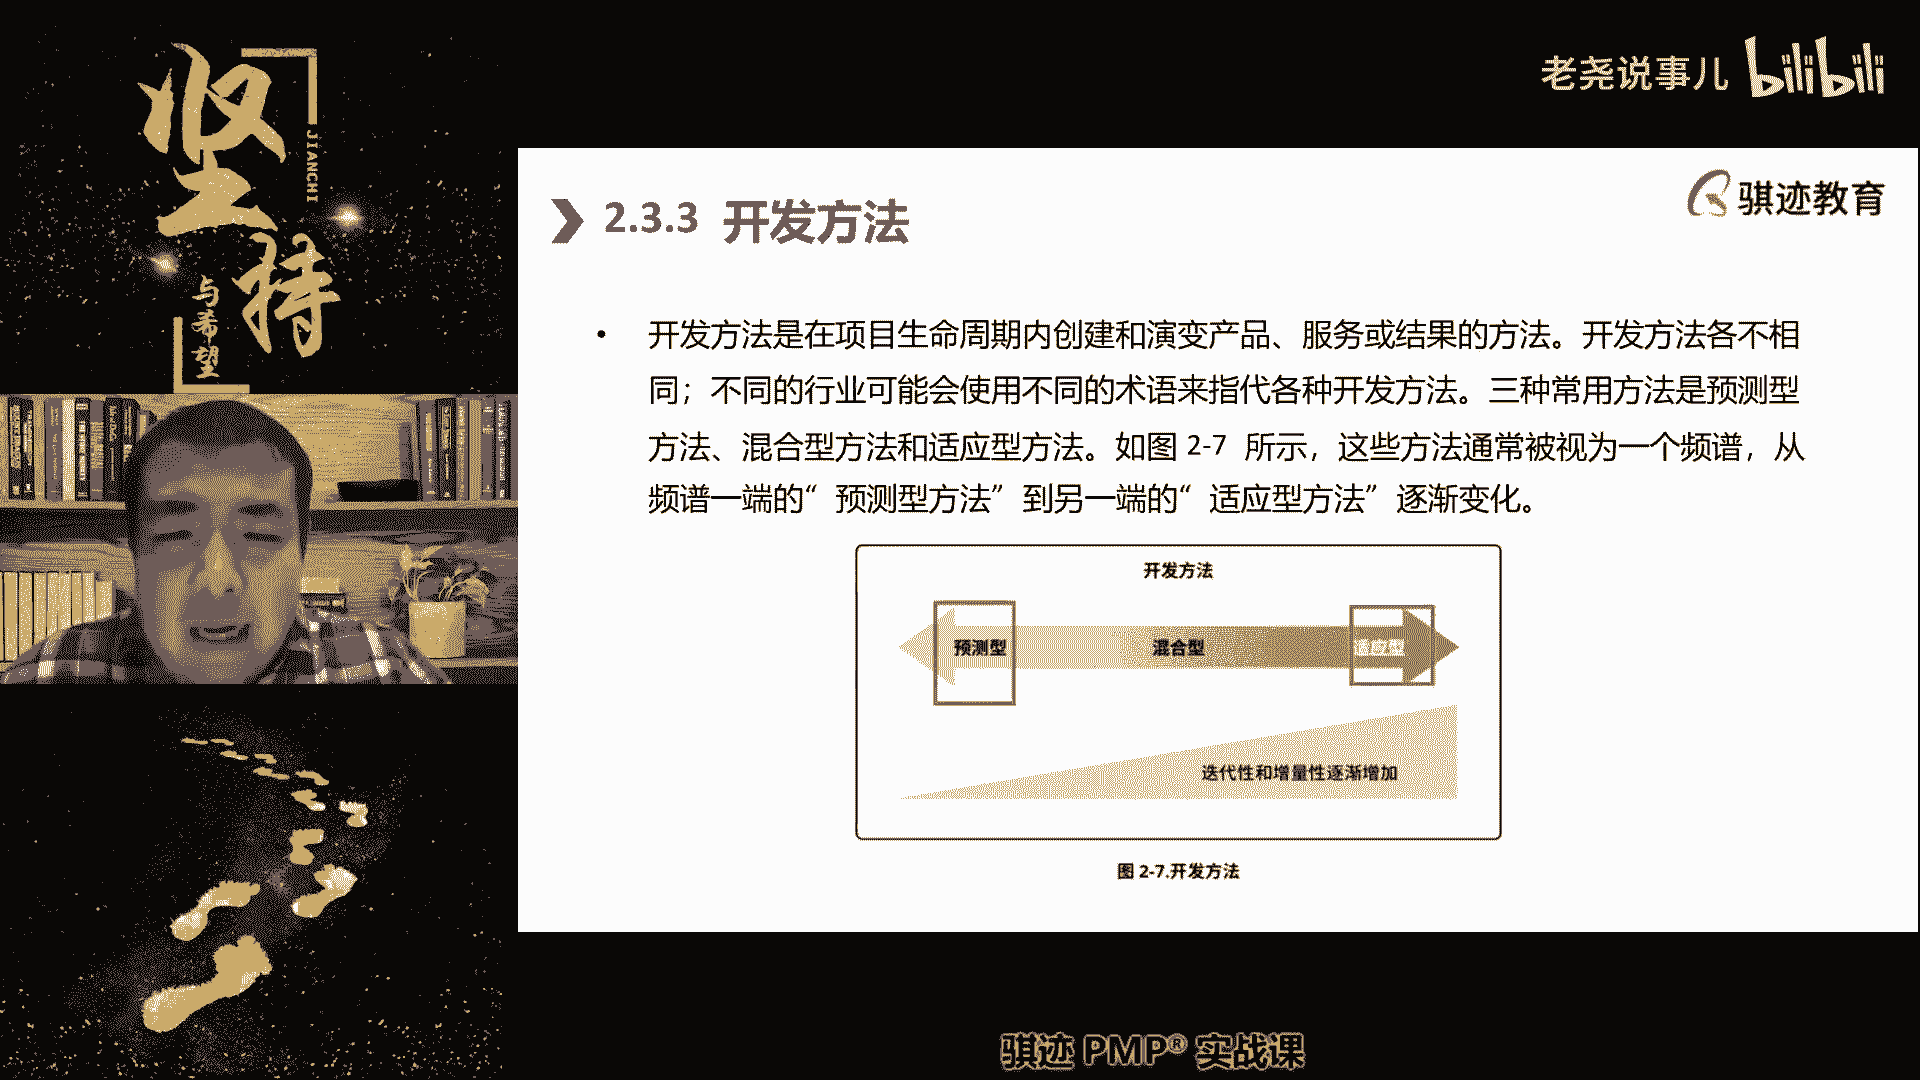 坚持
JIANCHI
与希望
老尧说事儿 bilibili
骐迹教育
2.3.3 开发方法
• 开发方法是在项目生命周期内创建和演变产品、服务或结果的方法。开发方法各不相
同；不同的行业可能会使用不同的术语来指代各种开发方法。三种常用方法是预测型
方法、混合型方法和适应型方法。如图 2-7 所示，这些方法通常被视为一个频谱，从
频谱一端的“预测型方法”到另一端的“适应型方法”逐渐变化。
开发方法
预测型 混合型 适应型
迭代性和增量性逐渐增加
图 2-7.开发方法
骐迹 PMP® 实战课